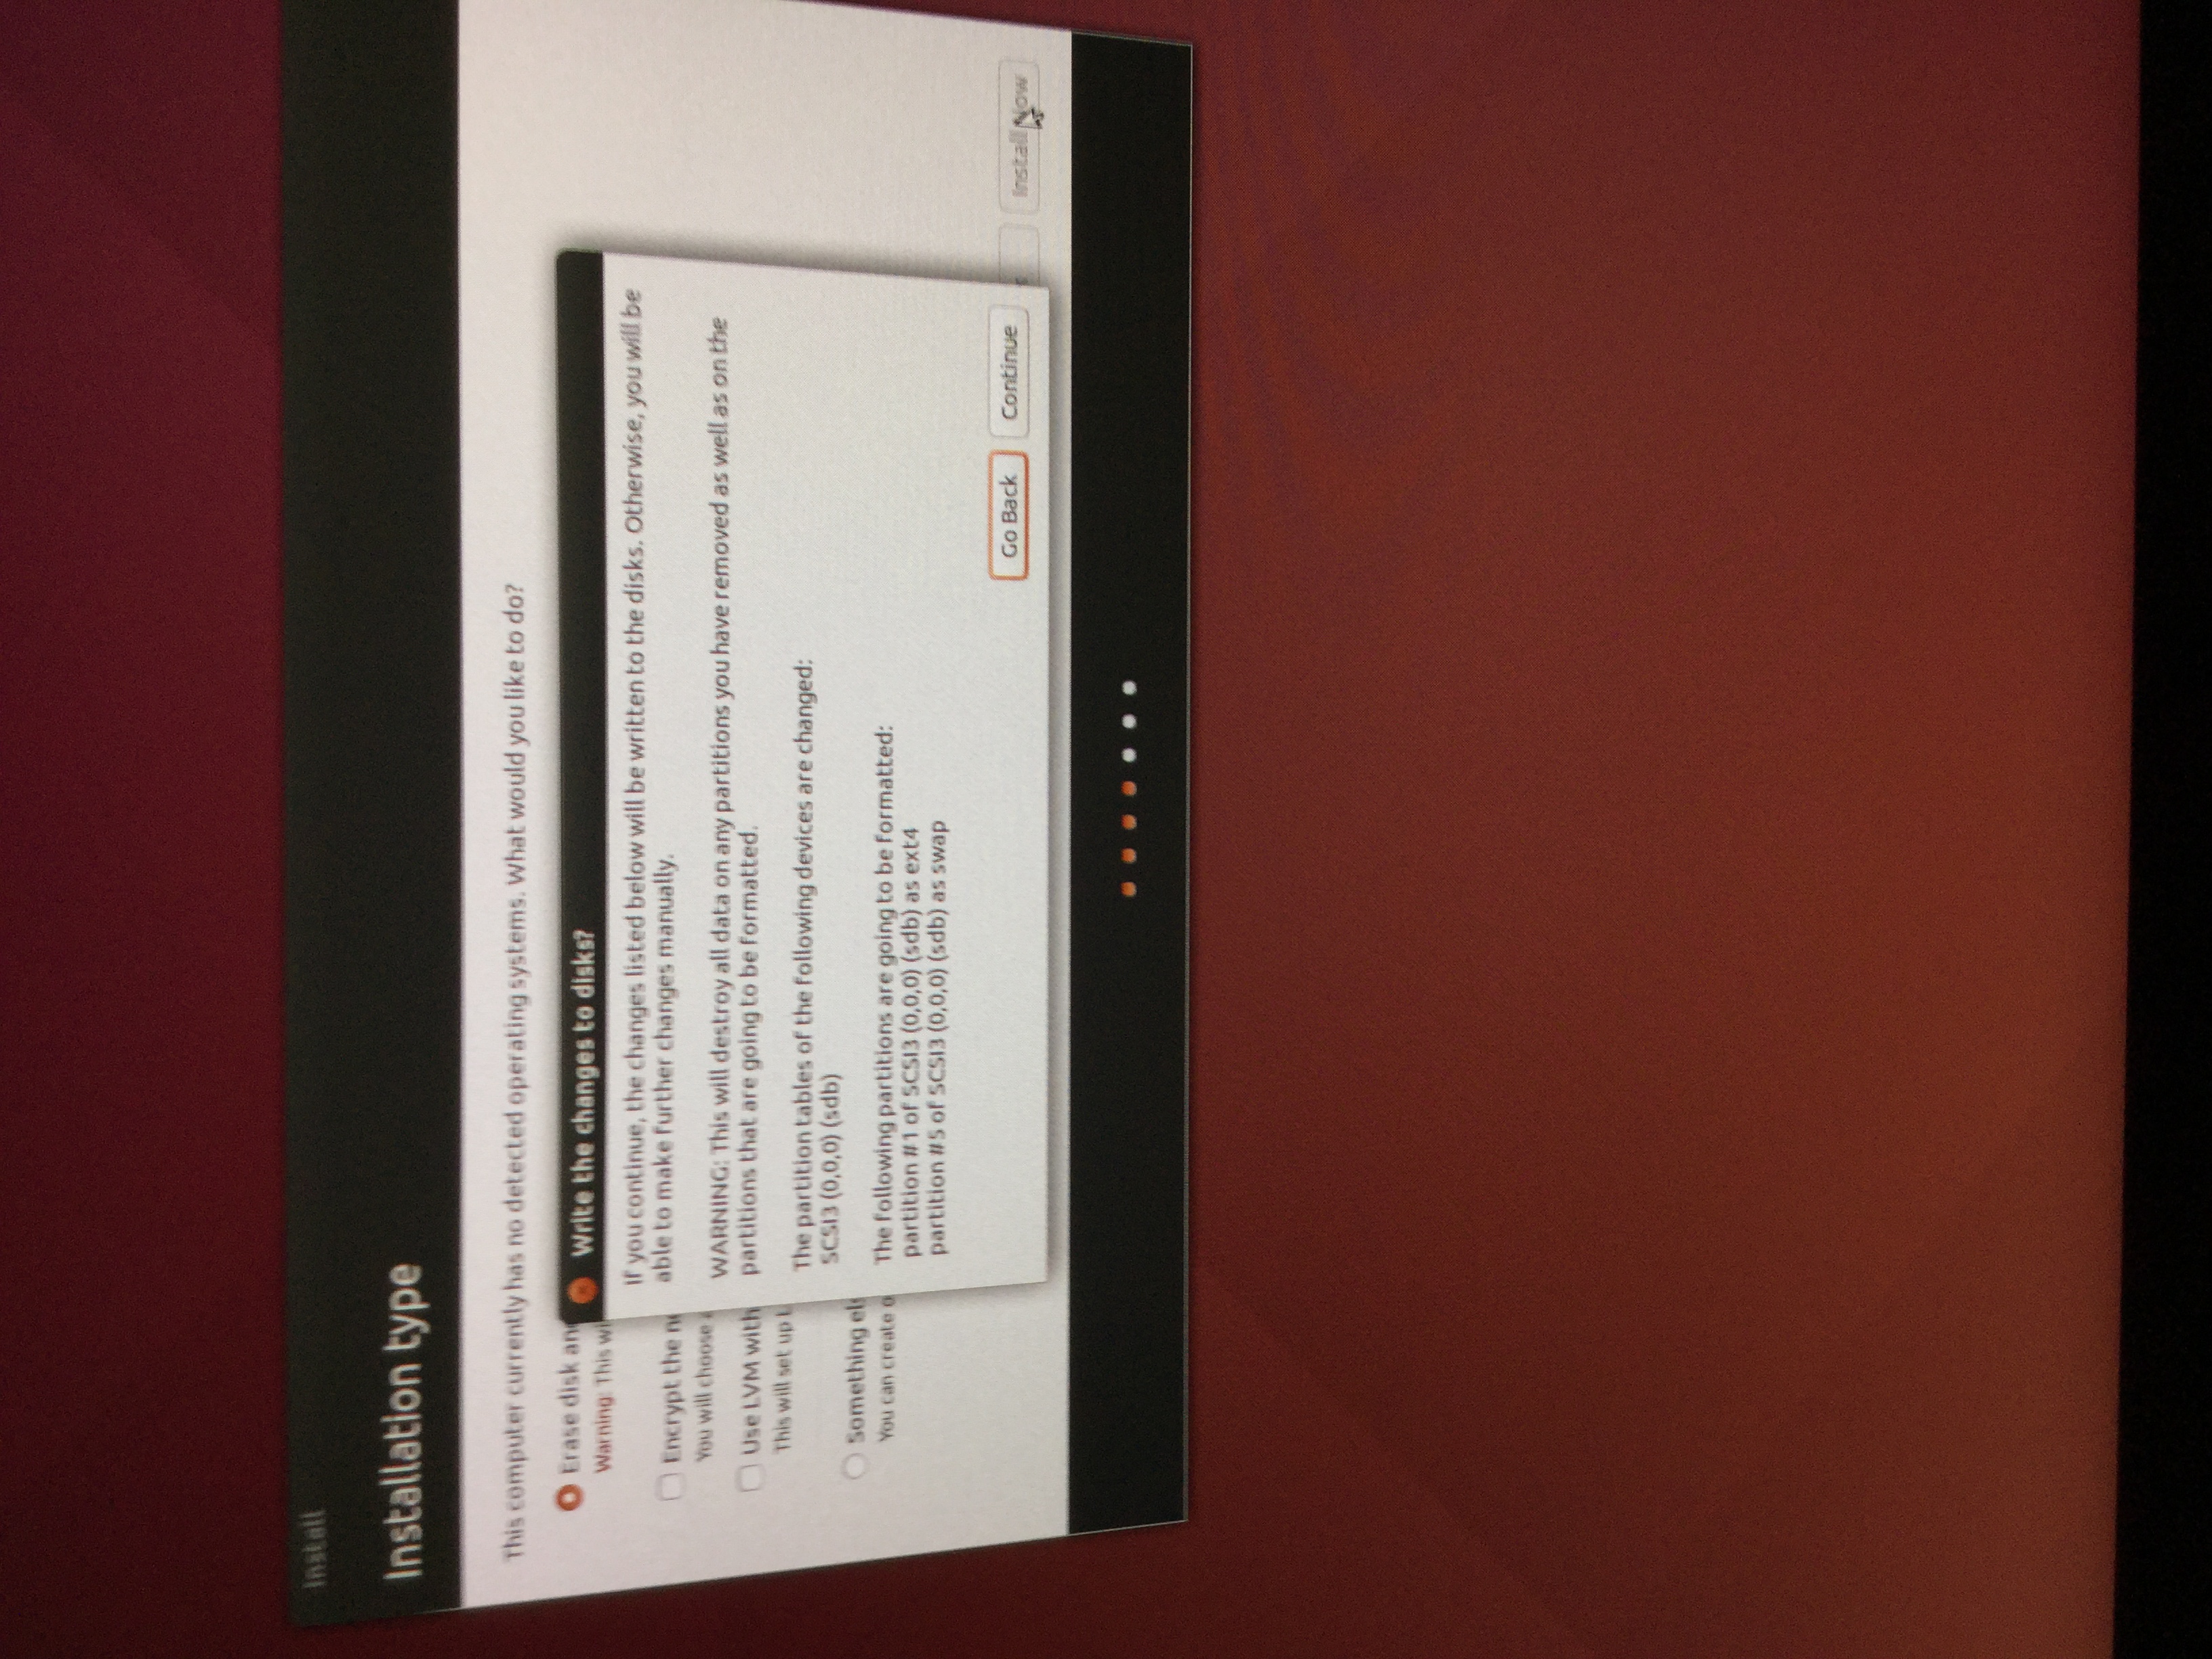 Install
Installation type
This computer currently has no detected operating systems. What would you like to do?
Erase disk and
Warning: This wi
Encrypt the ne
You will choose a
Use LVM with
This will set up L
Something els
You can create o
Write the changes to disks?
If you continue, the changes listed below will be written to the disks. Otherwise, you will be
able to make further changes manually.
WARNING: This will destroy all data on any partitions you have removed as well as on the
partitions that are going to be formatted.
The partition tables of the following devices are changed:
SCSI3 (0,0,0) (sdb)
The following partitions are going to be formatted:
partition #1 of SCSI3 (0,0,0) (sdb) as ext4
partition #5 of SCSI3 (0,0,0) (sdb) as swap
Go Back
Continue
Install Now